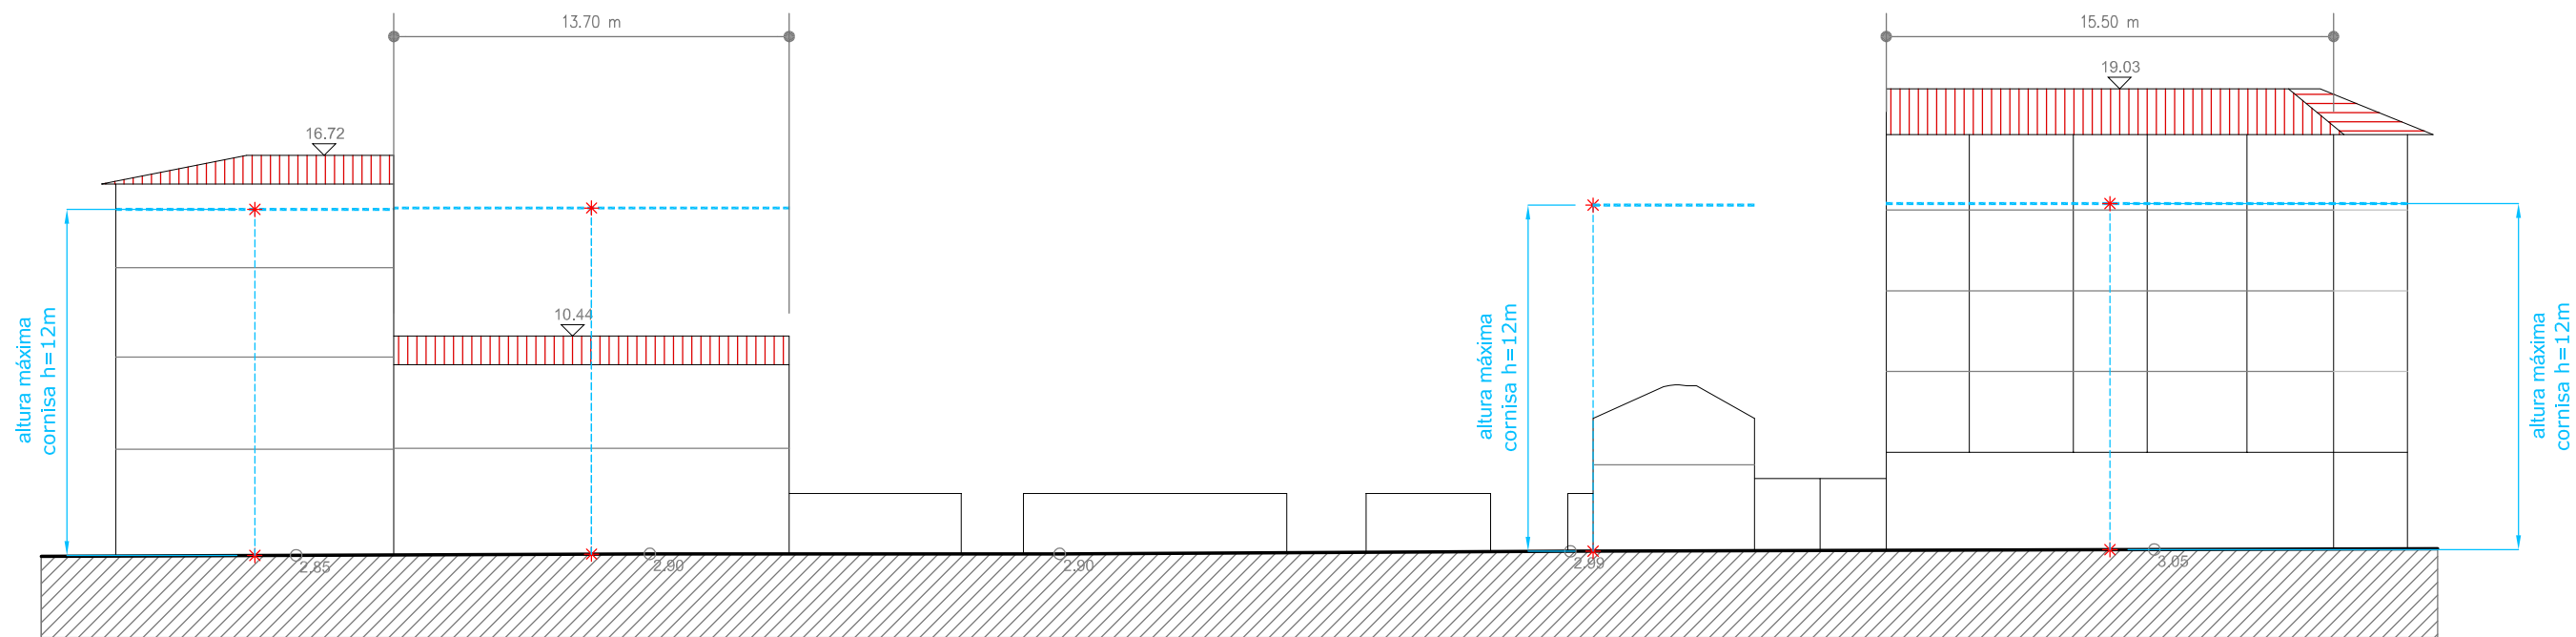 13.70 m
15.50 m
19.03
16.72
10.44
altura máxima
cornisa h=12m
altura máxima
cornisa h=12m
altura máxima
cornisa h=12m
2.85
2.90
2.90
2.99
3.05